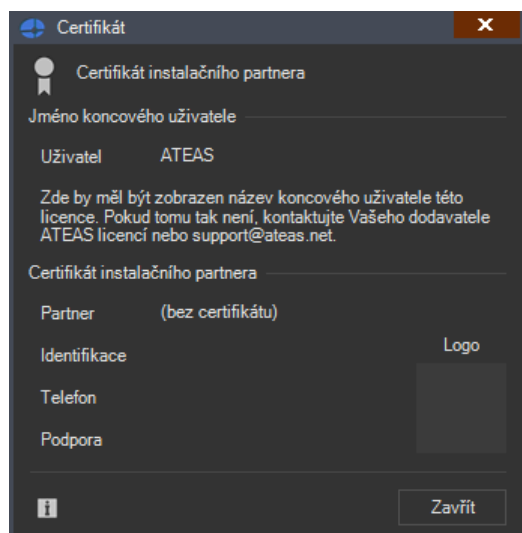 Certifikát
Certifikát instalačního partnera
Jméno koncového uživatele
Uživatel ATEAS
Zde by měl být zobrazen název koncového uživatele této
licence. Pokud tomu tak není, kontaktujte Vašeho dodavatele
ATEAS licencí nebo support@ateas.net.
Certifikát instalačního partnera
Partner (bez certifikátu)
Identifikace
Logo
Telefon
Podpora
Zavřít